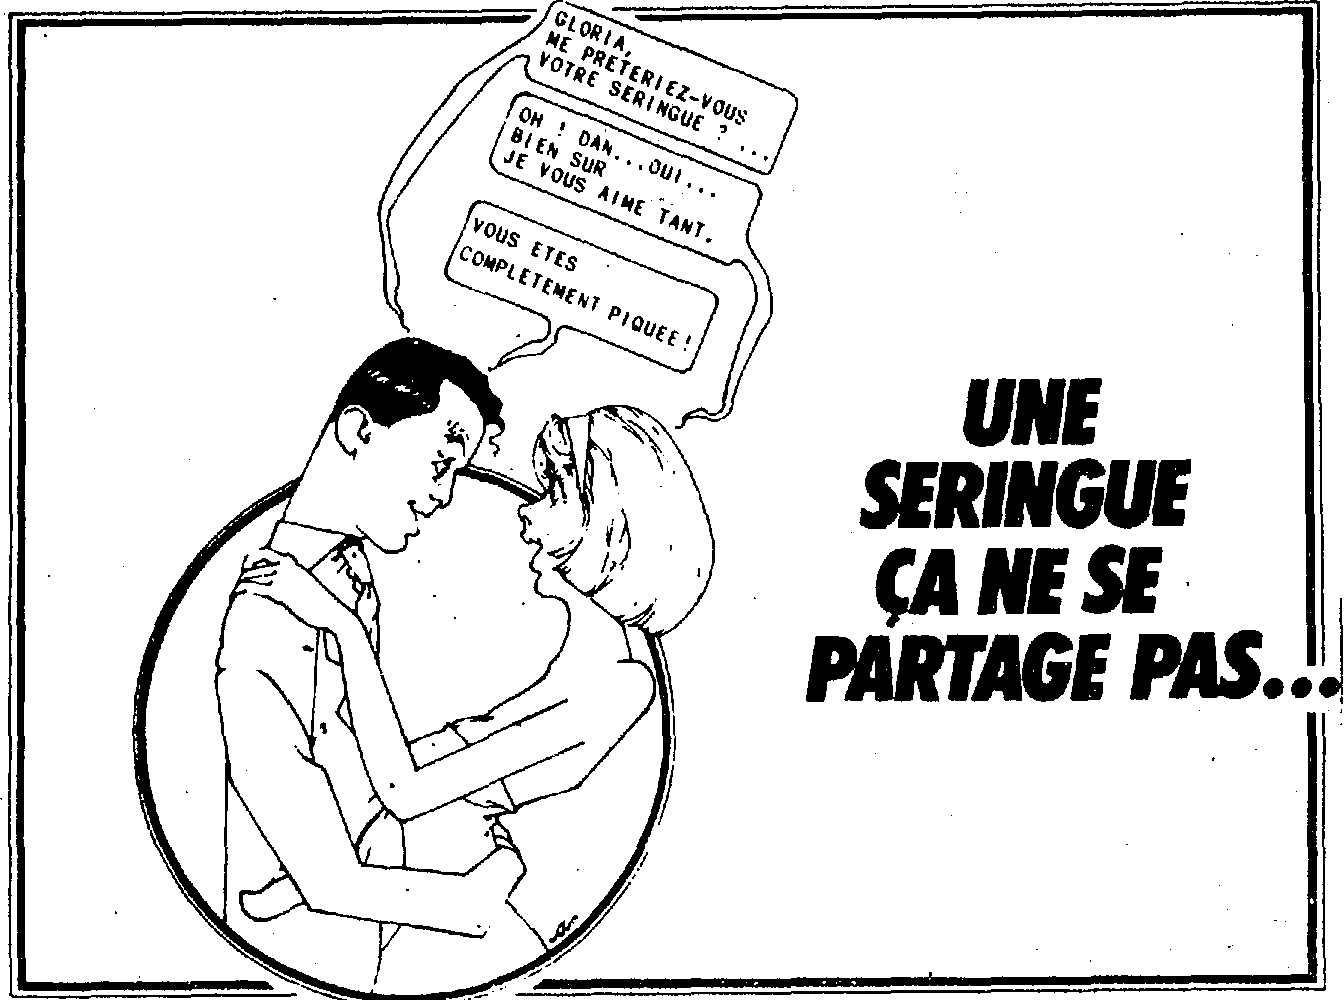 GLORIA,
ME PRETERIEZ-VOUS
VOTRE SERINGUE ? ...
OH ! DAN...OUI...
BIEN SUR
JE VOUS AIME TANT.
VOUS ETES
COMPLETEMENT PIQUEE!
UNE
SERINGUE
ÇA NE SE
PARTAGE PAS...